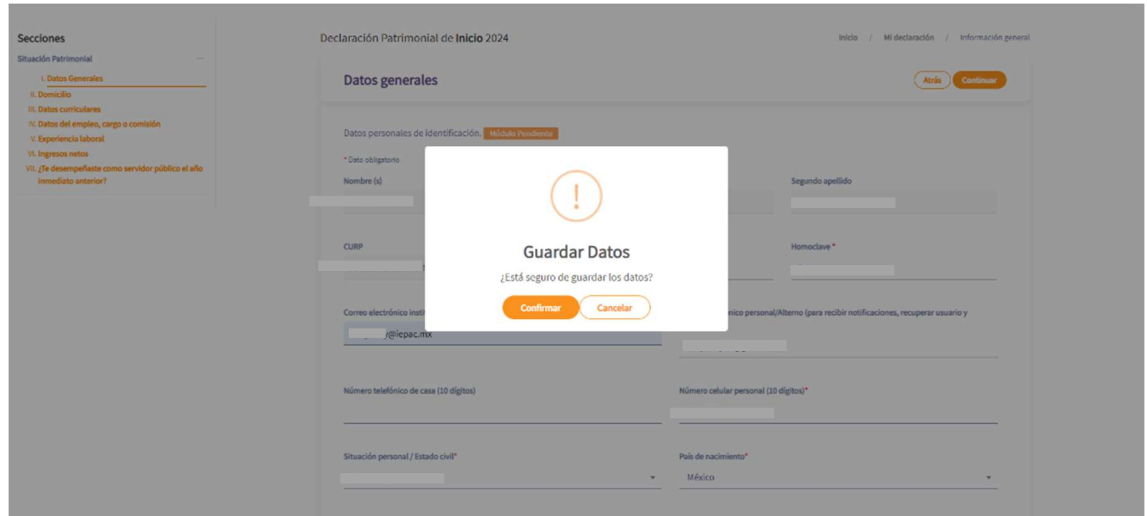 Secciones
Situación Patrimonial
I. Datos Generales
II. Domicilio
III. Datos curriculares
IV. Datos del empleo, cargo o comisión
V. Experiencia laboral
VI. Ingresos netos
VII. ¿Te desempeñaste como servidor público el año
inmediato anterior?
Declaración Patrimonial de Inicio 2024
Inicio / Mi declaración / Información general
Datos generales
Atrás Continuar
Datos personales de identificación. Módulo Pendiente
* Dato obligatorio
Nombre (s)
Segundo apellido
CURP
Homoclave *
Guardar Datos
¿Está seguro de guardar los datos?
Confirmar Cancelar
Correo electrónico
personal/Alterno (para recibir notificaciones, recuperar usuario y
@iepac.mx
Número telefónico de casa (10 dígitos)
Número celular personal (10 dígitos)*
Situación personal / Estado civil*
País de nacimiento*
México